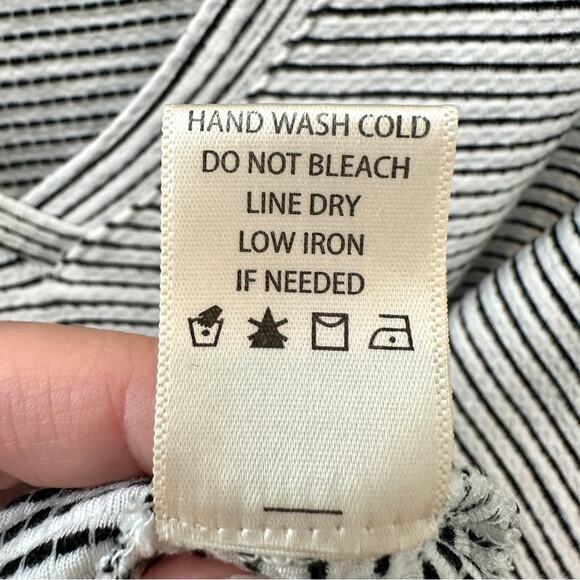 HAND WASH COLD
DO NOT BLEACH
LINE DRY
LOW IRON
IF NEEDED